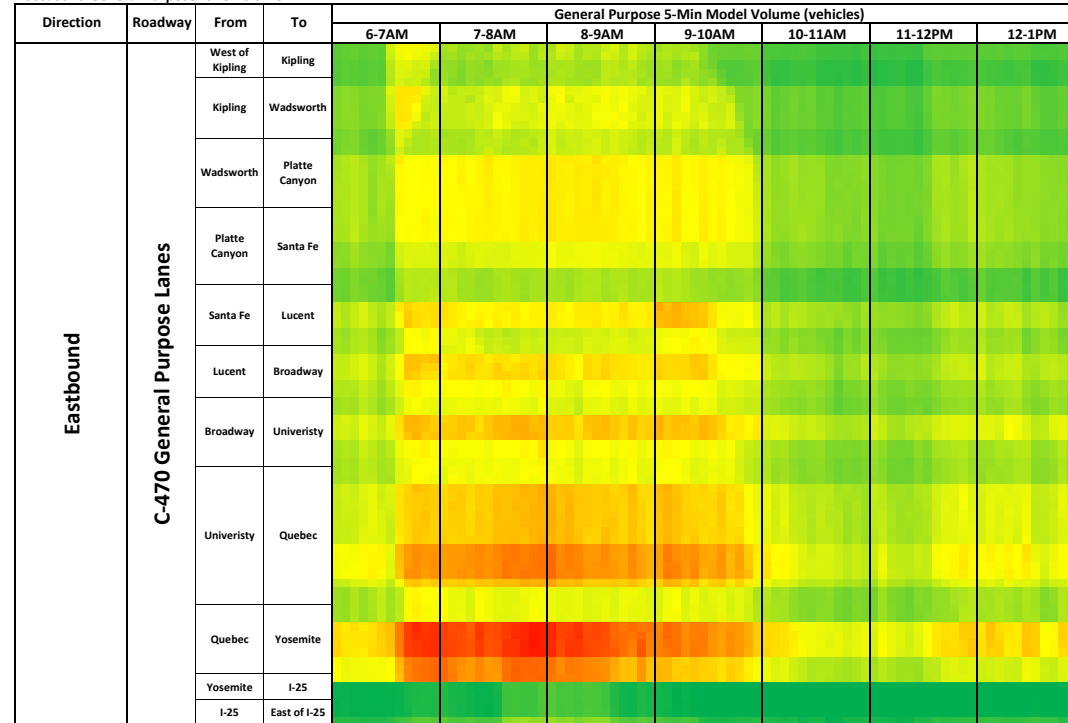 General Purpose 5-Min Model Volume (vehicles)
Direction Roadway From To
6-7AM 7-8AM 8-9AM 9-10AM 10-11AM 11-12PM 12-1PM
Eastbound
C-470 General Purpose Lanes
West of
Kipling
Kipling
Kipling Wadsworth
Wadsworth
Platte
Canyon
Platte
Canyon
Santa Fe
Santa Fe Lucent
Lucent Broadway
Broadway Univeristy
Univeristy Quebec
Quebec Yosemite
Yosemite I-25
I-25 East of I-25